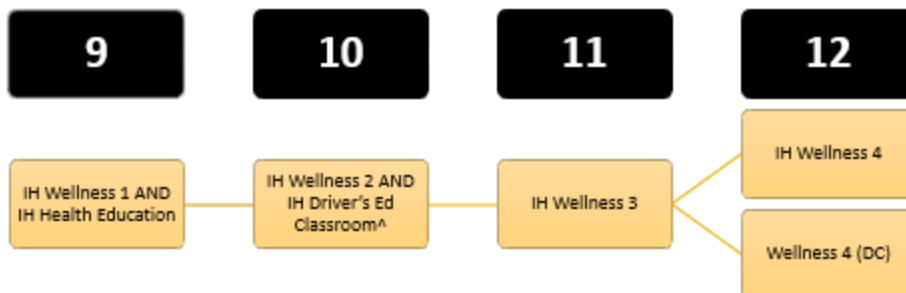 9
10
11
12
IH Wellness 1 AND
IH Health Education
IH Wellness 2 AND
IH Driver's Ed
Classroom^
IH Wellness 3
IH Wellness 4
Wellness 4 (DC)